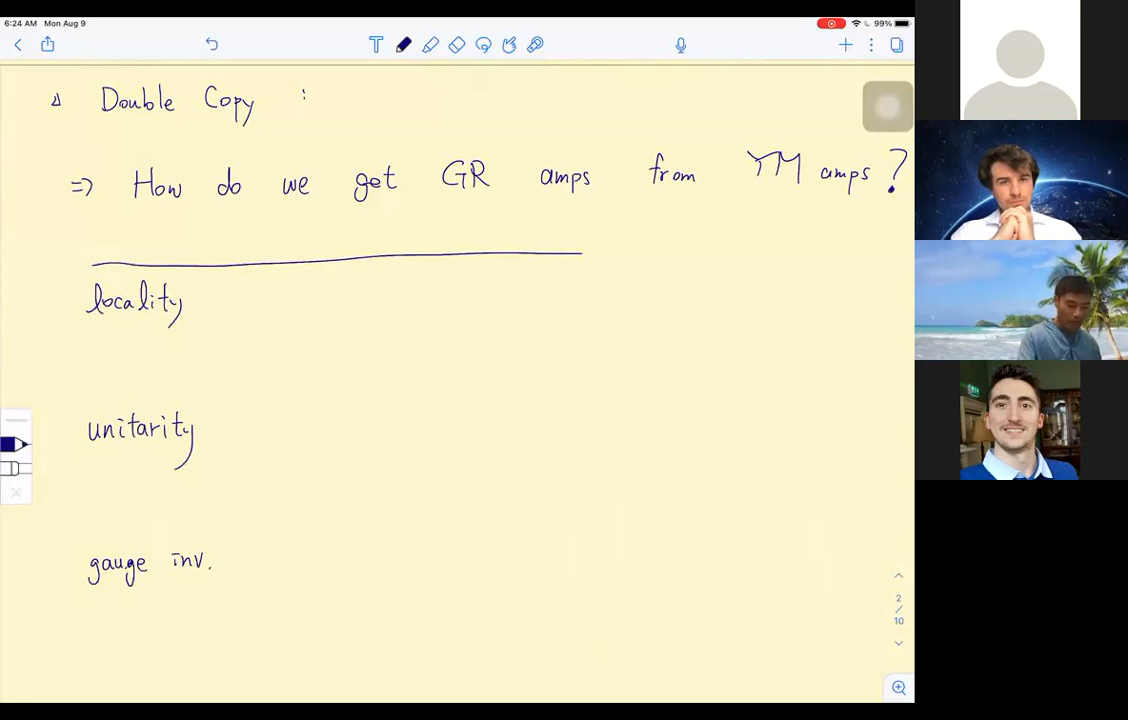 6:24 AM Mon Aug 9
99%
Double Copy :
⇒ How do we get GR amps from YM amps ?
locality
unitarity
gauge inv.
2
/
10